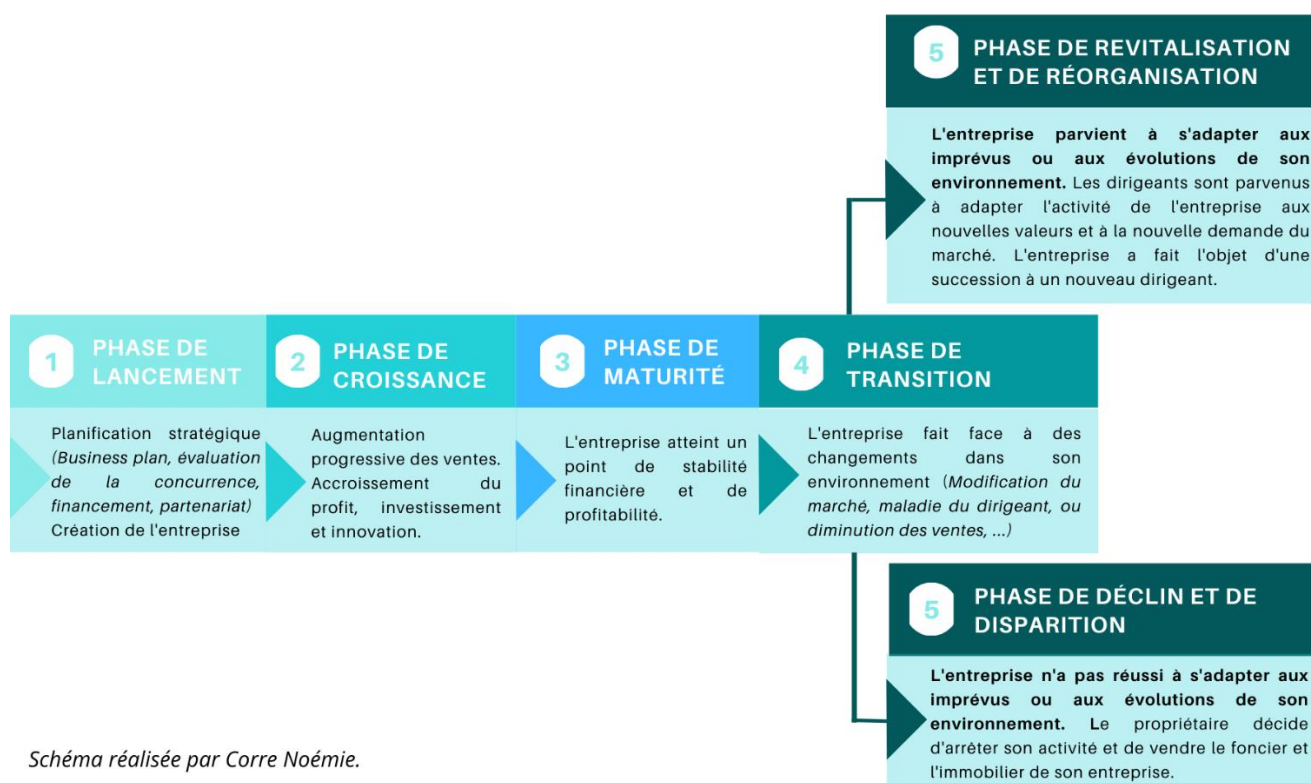 5
PHASE DE REVITALISATION
ET DE RÉORGANISATION
L'entreprise parvient à s'adapter aux
imprévus ou aux évolutions de son
environnement. Les dirigeants sont parvenus
à adapter l'activité de l'entreprise aux
nouvelles valeurs et à la nouvelle demande du
marché. L'entreprise a fait l'objet d'une
succession à un nouveau dirigeant.
1
PHASE DE
LANCEMENT
Planification stratégique
(Business plan, évaluation
de la concurrence,
financement, partenariat)
Création de l'entreprise
2
PHASE DE
CROISSANCE
Augmentation
progressive des ventes.
Accroissement du
profit, investissement
et innovation.
3
PHASE DE
MATURITÉ
L'entreprise atteint un
point de stabilité
financière et de
profitabilité.
4
PHASE DE
TRANSITION
L'entreprise fait face à des
changements dans son
environnement (Modification du
marché, maladie du dirigeant, ou
diminution des ventes, ...)
5
PHASE DE DÉCLIN ET DE
DISPARITION
L'entreprise n'a pas réussi à s'adapter aux
imprévus ou aux évolutions de son
environnement. Le propriétaire décide
d'arrêter son activité et de vendre le foncier et
l'immobilier de son entreprise.
Schéma réalisée par Corre Noémie.